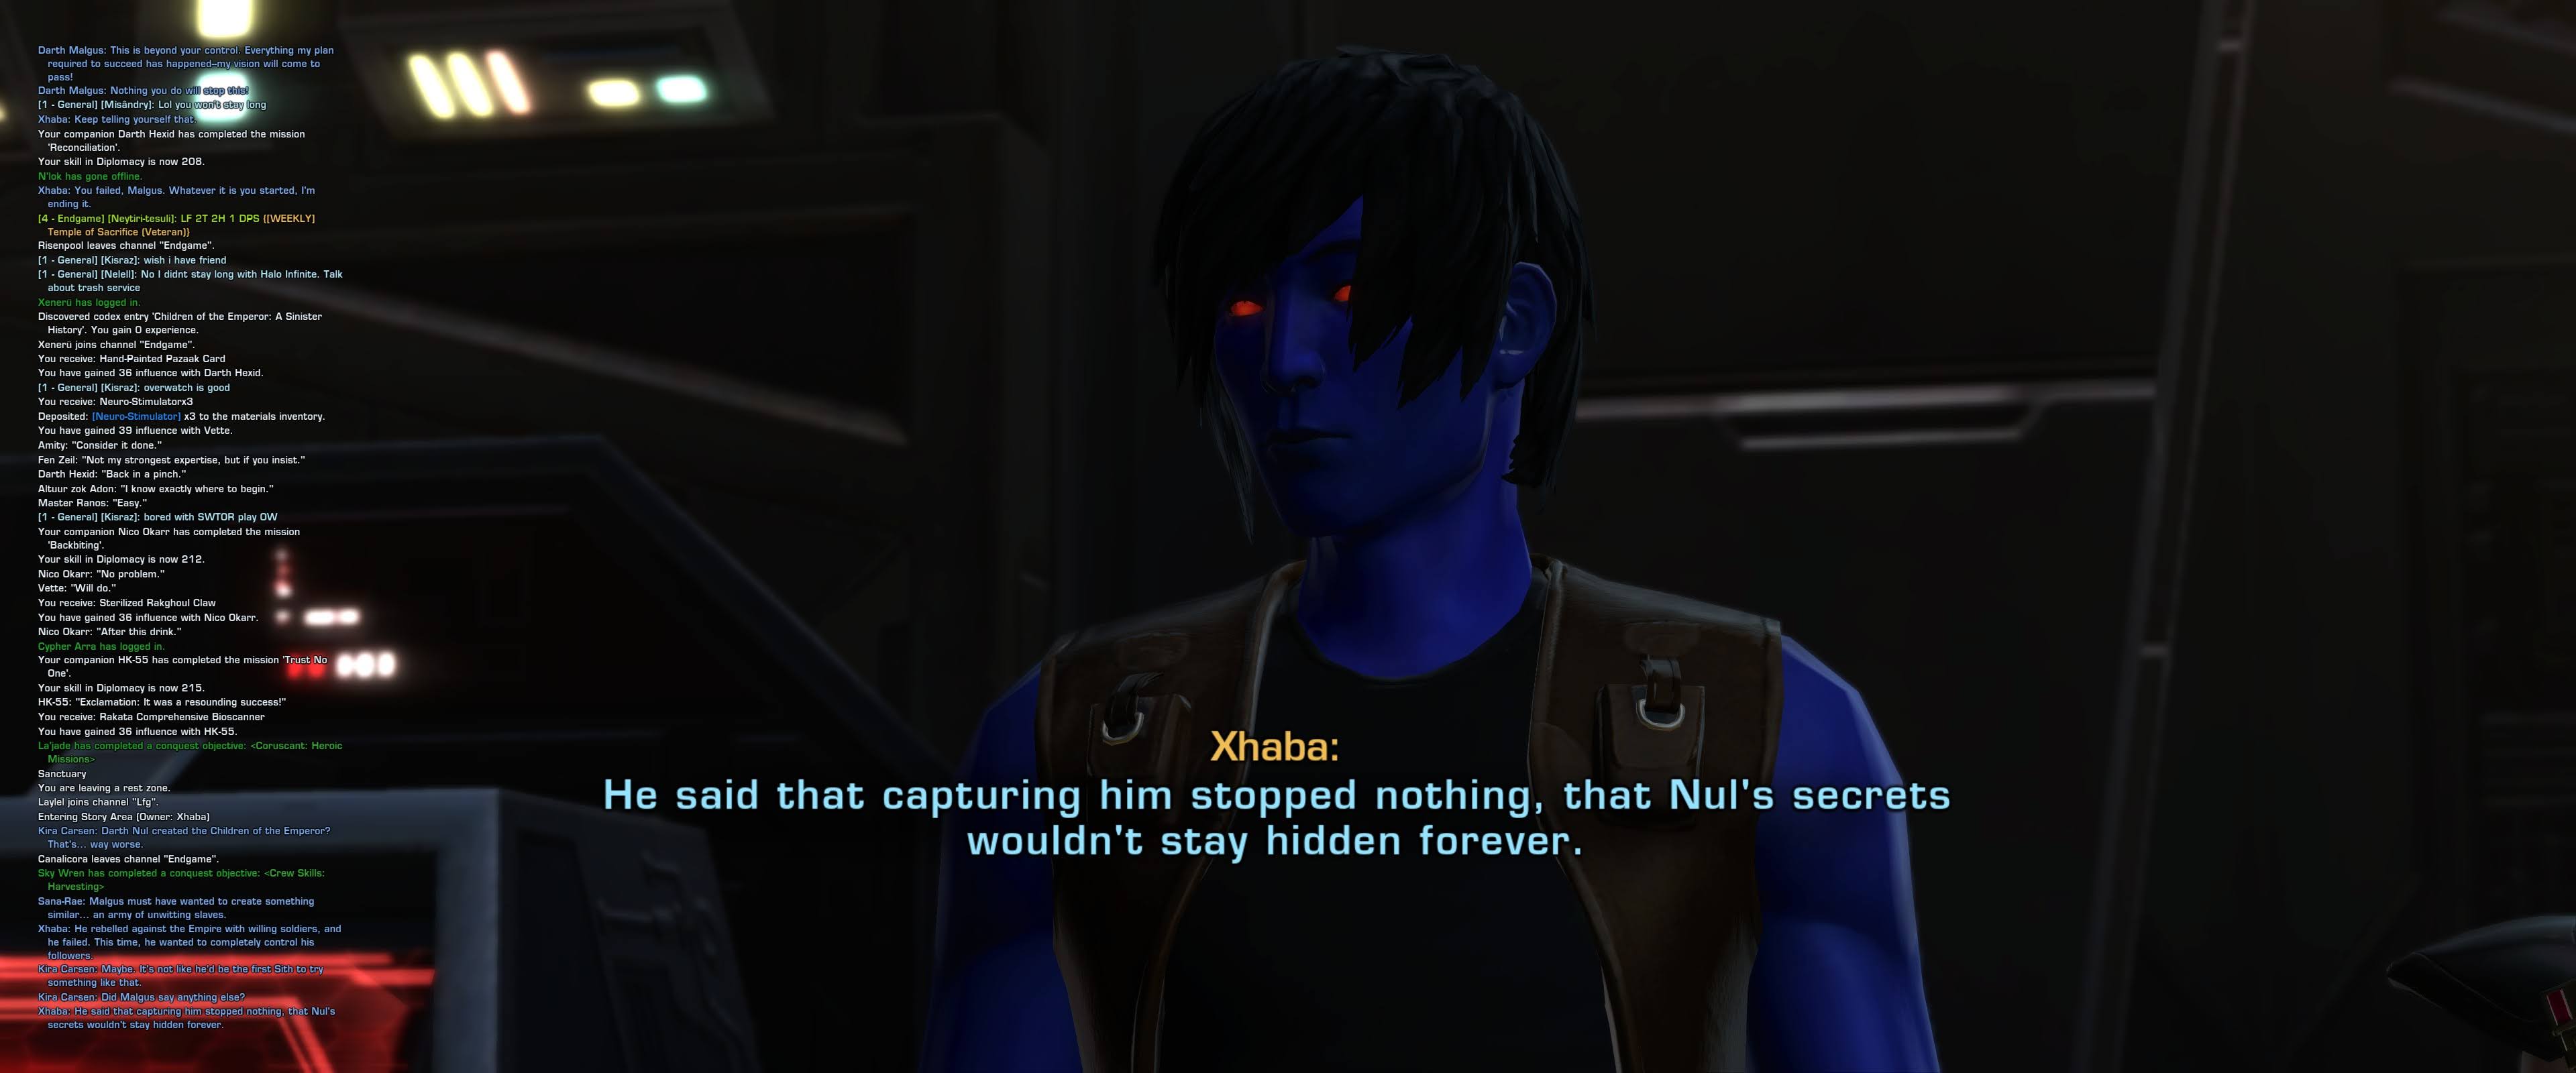 Darth Malgus: This is beyond your control. Everything my plan
required to succeed has happened–my vision will come to
pass!
Darth Malgus: Nothing you do will stop this!
[1 - General] [Misândry]: Lol you won't stay long
Xhaba: Keep telling yourself that.
Your companion Darth Hexid has completed the mission
'Reconciliation'.
Your skill in Diplomacy is now 208.
N'lok has gone offline.
Xhaba: You failed, Malgus. Whatever it is you started, I'm
ending it.
[4 - Endgame] [Neytiri-tesuli]: LF 2T 2H 1 DPS {[WEEKLY]
Temple of Sacrifice (Veteran)}
Risenpool leaves channel "Endgame".
[1 - General] [Kisraz]: wish i have friend
[1 - General] [Nelell]: No I didnt stay long with Halo Infinite. Talk
about trash service
Xenerü has logged in.
Discovered codex entry 'Children of the Emperor: A Sinister
History'. You gain 0 experience.
Xenerü joins channel "Endgame".
You receive: Hand-Painted Pazaak Card
You have gained 36 influence with Darth Hexid.
[1 - General] [Kisraz]: overwatch is good
You receive: Neuro-Stimulatorx3
Deposited: [Neuro-Stimulator] x3 to the materials inventory.
You have gained 39 influence with Vette.
Amity: "Consider it done."
Fen Zeil: "Not my strongest expertise, but if you insist."
Darth Hexid: "Back in a pinch."
Altuur zok Adon: "I know exactly where to begin."
Master Ranos: "Easy."
[1 - General] [Kisraz]: bored with SWTOR play OW
Your companion Nico Okarr has completed the mission
'Backbiting'.
Your skill in Diplomacy is now 212.
Nico Okarr: "No problem."
Vette: "Will do."
You receive: Sterilized Rakghoul Claw
You have gained 36 influence with Nico Okarr.
Nico Okarr: "After this drink."
Cypher Arra has logged in.
Your companion HK-55 has completed the mission 'Trust No
One'.
Your skill in Diplomacy is now 215.
HK-55: "Exclamation: It was a resounding success!"
You receive: Rakata Comprehensive Bioscanner
You have gained 36 influence with HK-55.
La'jade has completed a conquest objective: <Coruscant: Heroic
Missions>
Sanctuary
You are leaving a rest zone.
Laylel joins channel "Lfg".
Entering Story Area (Owner: Xhaba)
Kira Carsen: Darth Nul created the Children of the Emperor?
That's... way worse.
Canalicora leaves channel "Endgame".
Sky Wren has completed a conquest objective: <Crew Skills:
Harvesting>
Sana-Rae: Malgus must have wanted to create something
similar... an army of unwitting slaves.
Xhaba: He rebelled against the Empire with willing soldiers, and
he failed. This time, he wanted to completely control his
followers.
Kira Carsen: Maybe. It's not like he'd be the first Sith to try
something like that.
Kira Carsen: Did Malgus say anything else?
Xhaba: He said that capturing him stopped nothing, that Nul's
secrets wouldn't stay hidden forever.
Xhaba:
He said that capturing him stopped nothing, that Nul's secrets
wouldn't stay hidden forever.